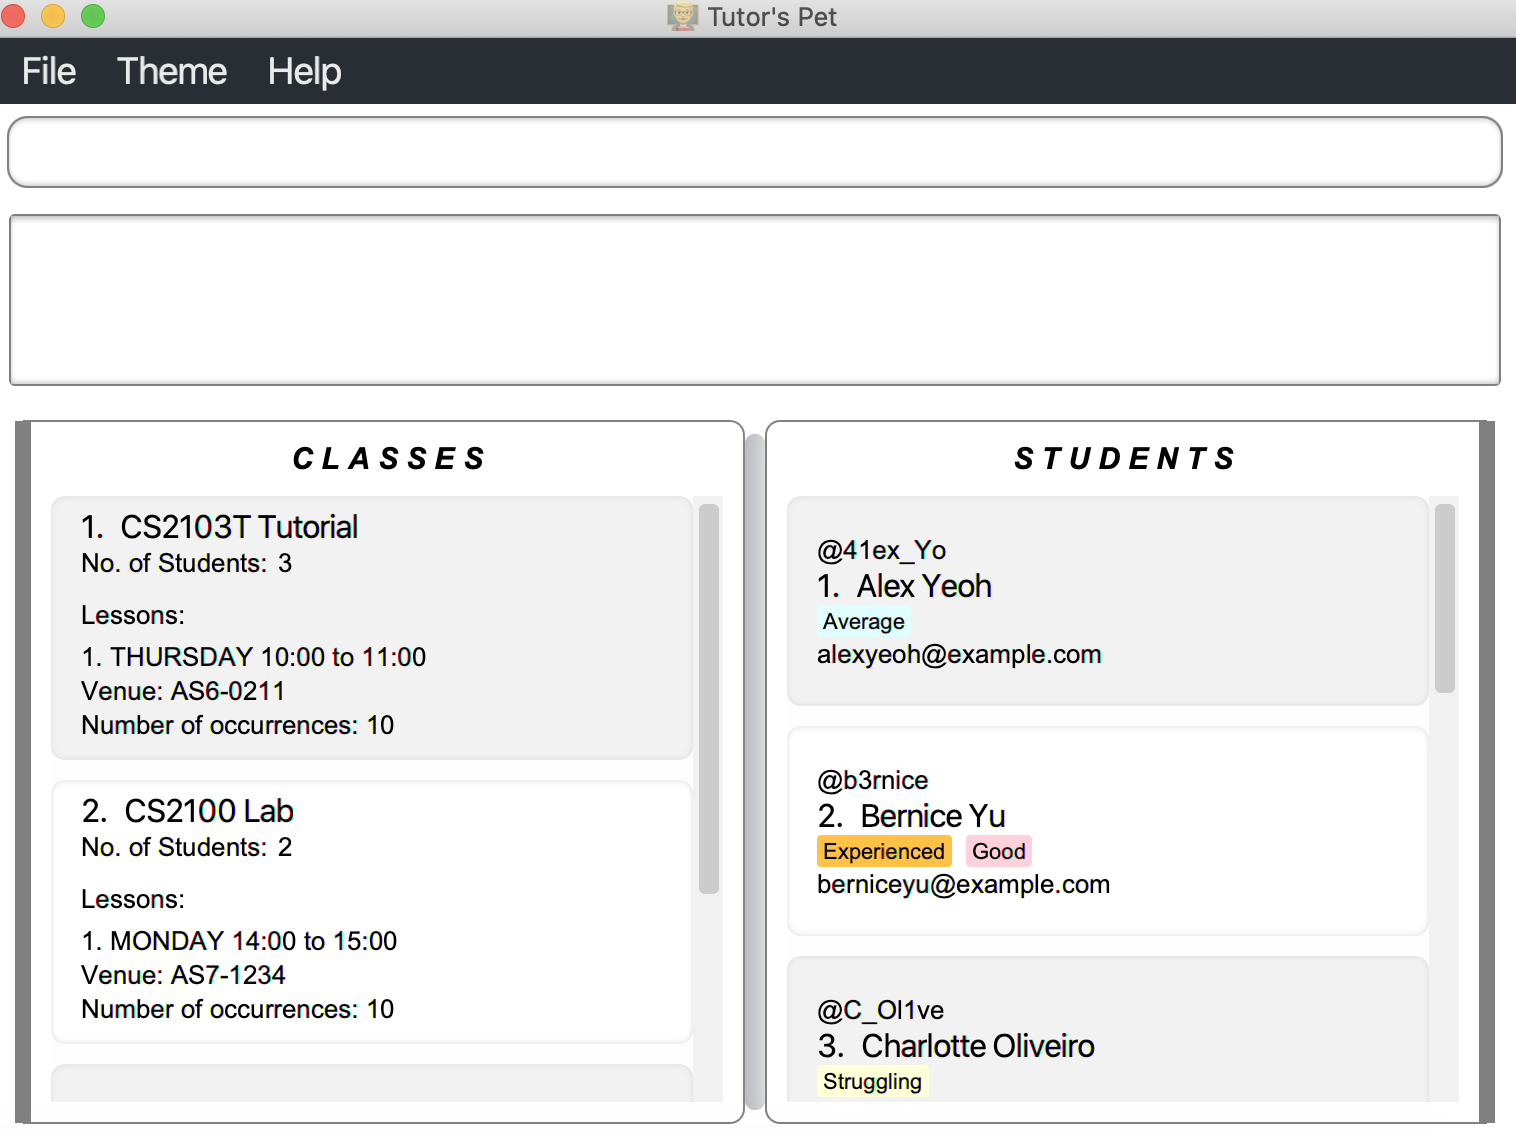 Tutor's Pet
File Theme Help
CLASSES
1. CS2103T Tutorial
No. of Students: 3
Lessons:
1. THURSDAY 10:00 to 11:00
Venue: AS6-0211
Number of occurrences: 10
2. CS2100 Lab
No. of Students: 2
Lessons:
1. MONDAY 14:00 to 15:00
Venue: AS7-1234
Number of occurrences: 10
STUDENTS
@41ex_Yo
1. Alex Yeoh
Average
alexyeoh@example.com
@b3rnice
2. Bernice Yu
Experienced Good
berniceyu@example.com
@C_Ol1ve
3. Charlotte Oliveiro
Struggling